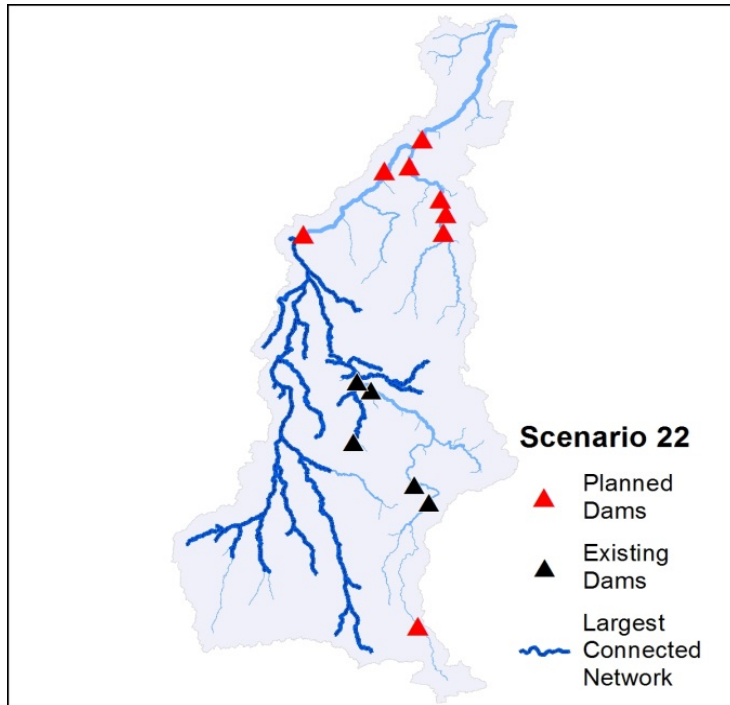 Scenario 22
Planned
Dams
Existing
Dams
Largest
Connected
Network